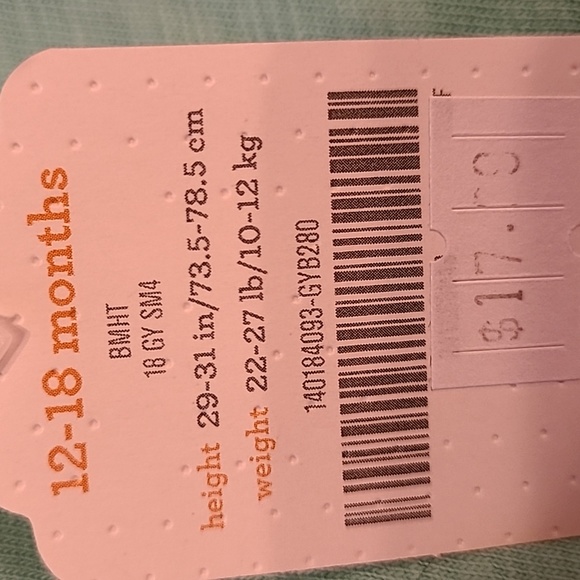 12-18 months
BMHT
18 GY SM4
height 29-31 in/73.5-78.5 cm
weight 22-27 lb/10-12 kg
140184093-GYB280